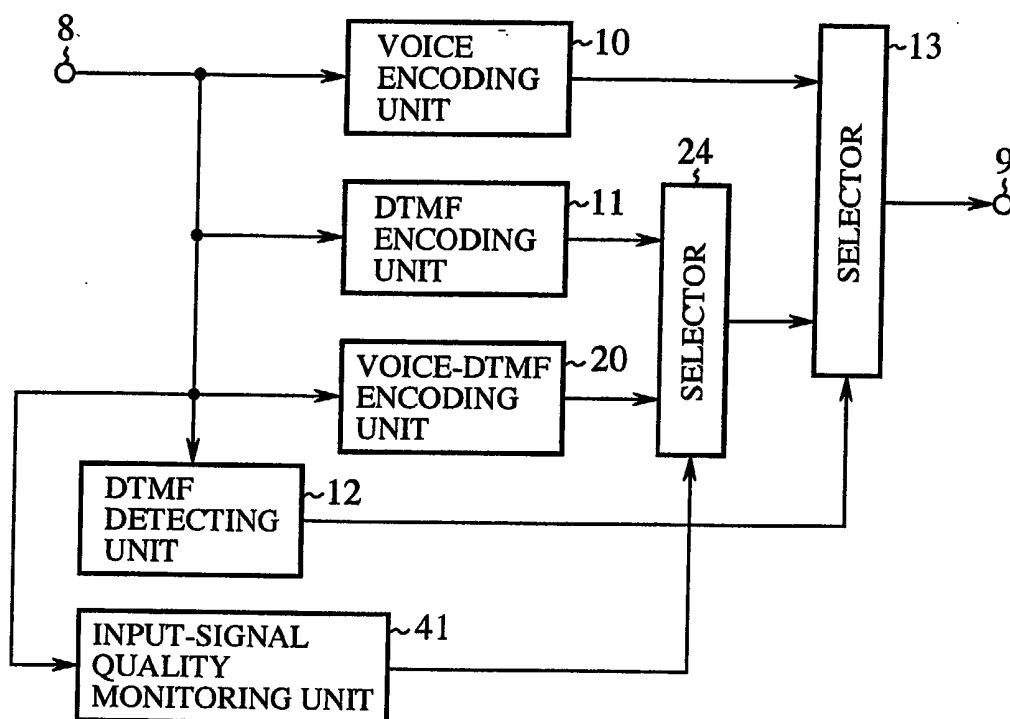 8
VOICE
ENCODING
UNIT
10
SELECTOR
13
DTMF
ENCODING
UNIT
11
SELECTOR
24
9
VOICE-DTMF
ENCODING
UNIT
20
DTMF
DETECTING
UNIT
12
INPUT-SIGNAL
QUALITY
MONITORING UNIT
41